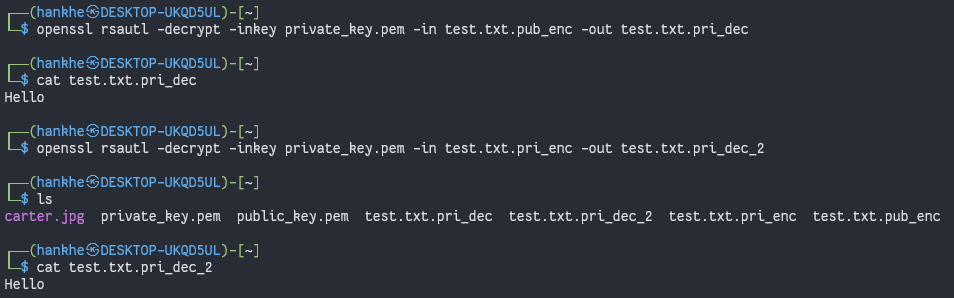 ┌──(hankhe㉿DESKTOP-UKQD5UL)-[~]
└─$ openssl rsautl -decrypt -inkey private_key.pem -in test.txt.pub_enc -out test.txt.pri_dec
┌──(hankhe㉿DESKTOP-UKQD5UL)-[~]
└─$ cat test.txt.pri_dec
Hello
┌──(hankhe㉿DESKTOP-UKQD5UL)-[~]
└─$ openssl rsautl -decrypt -inkey private_key.pem -in test.txt.pri_enc -out test.txt.pri_dec_2
┌──(hankhe㉿DESKTOP-UKQD5UL)-[~]
└─$ ls
carter.jpg  private_key.pem  public_key.pem  test.txt.pri_dec  test.txt.pri_dec_2  test.txt.pri_enc  test.txt.pub_enc
┌──(hankhe㉿DESKTOP-UKQD5UL)-[~]
└─$ cat test.txt.pri_dec_2
Hello